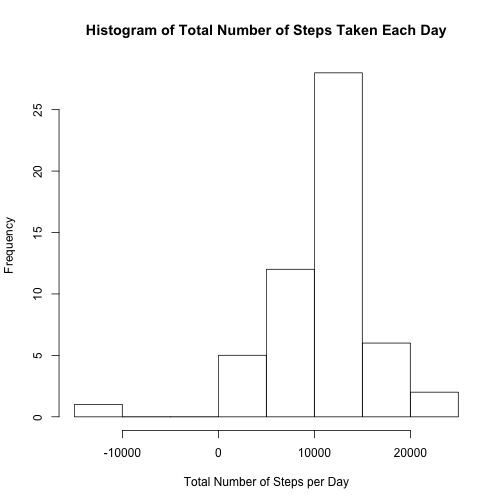 Histogram of Total Number of Steps Taken Each Day
Frequency
25
20
15
10
5
0
-10000 0 10000 20000
Total Number of Steps per Day